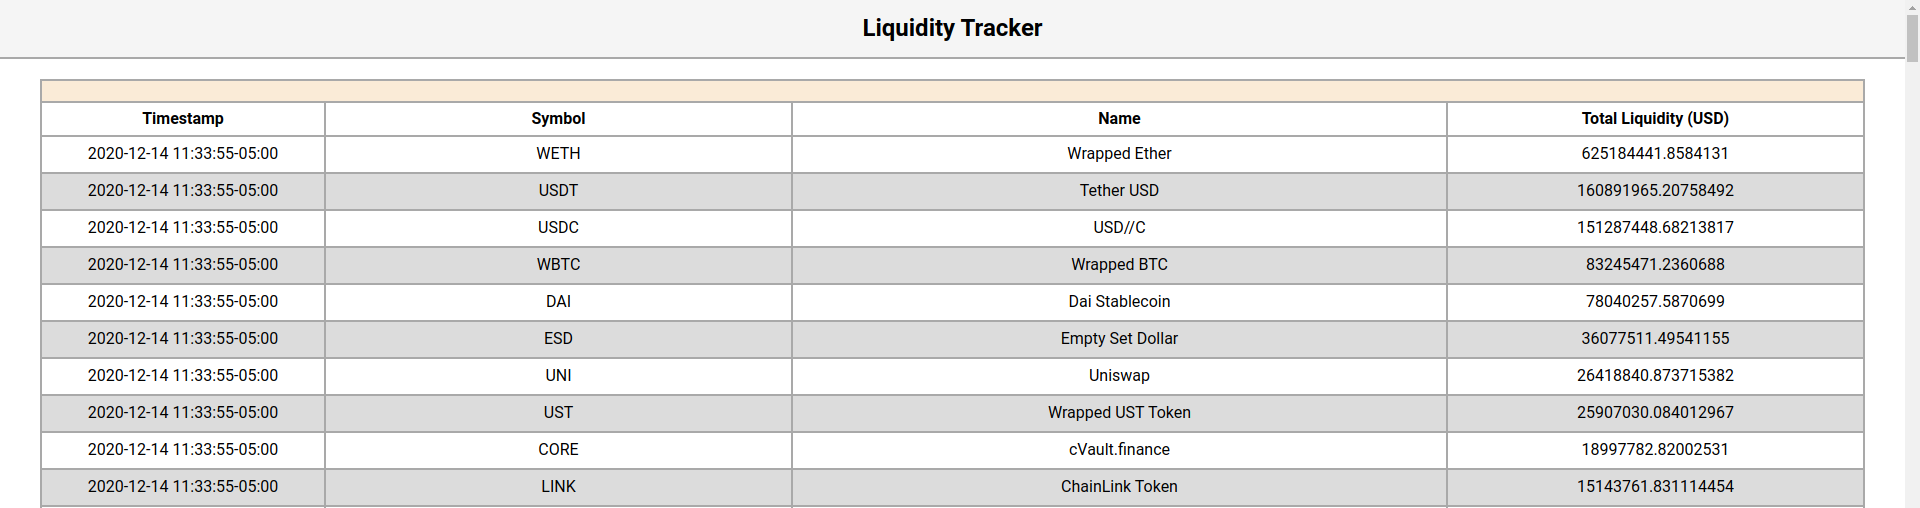 Liquidity Tracker
Timestamp Symbol Name Total Liquidity (USD)
2020-12-14 11:33:55-05:00 WETH Wrapped Ether 625184441.8584131
2020-12-14 11:33:55-05:00 USDT Tether USD 160891965.20758492
2020-12-14 11:33:55-05:00 USDC USD//C 151287448.68213817
2020-12-14 11:33:55-05:00 WBTC Wrapped BTC 83245471.2360688
2020-12-14 11:33:55-05:00 DAI Dai Stablecoin 78040257.5870699
2020-12-14 11:33:55-05:00 ESD Empty Set Dollar 36077511.49541155
2020-12-14 11:33:55-05:00 UNI Uniswap 26418840.873715382
2020-12-14 11:33:55-05:00 UST Wrapped UST Token 25907030.084012967
2020-12-14 11:33:55-05:00 CORE cVault.finance 18997782.82002531
2020-12-14 11:33:55-05:00 LINK ChainLink Token 15143761.831114454